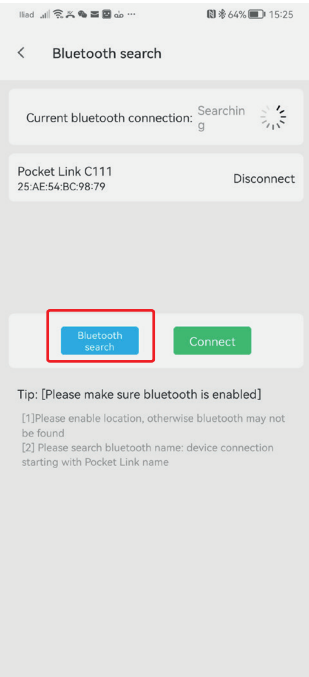 Iliad 64% 15:25
Bluetooth search
Current bluetooth connection: Searchin
g
Pocket Link C111
25:AE:54:BC:98:79
Disconnect
Bluetooth
search
Connect
Tip: [Please make sure bluetooth is enabled]
[1]Please enable location, otherwise bluetooth may not
be found
[2] Please search bluetooth name: device connection
starting with Pocket Link name